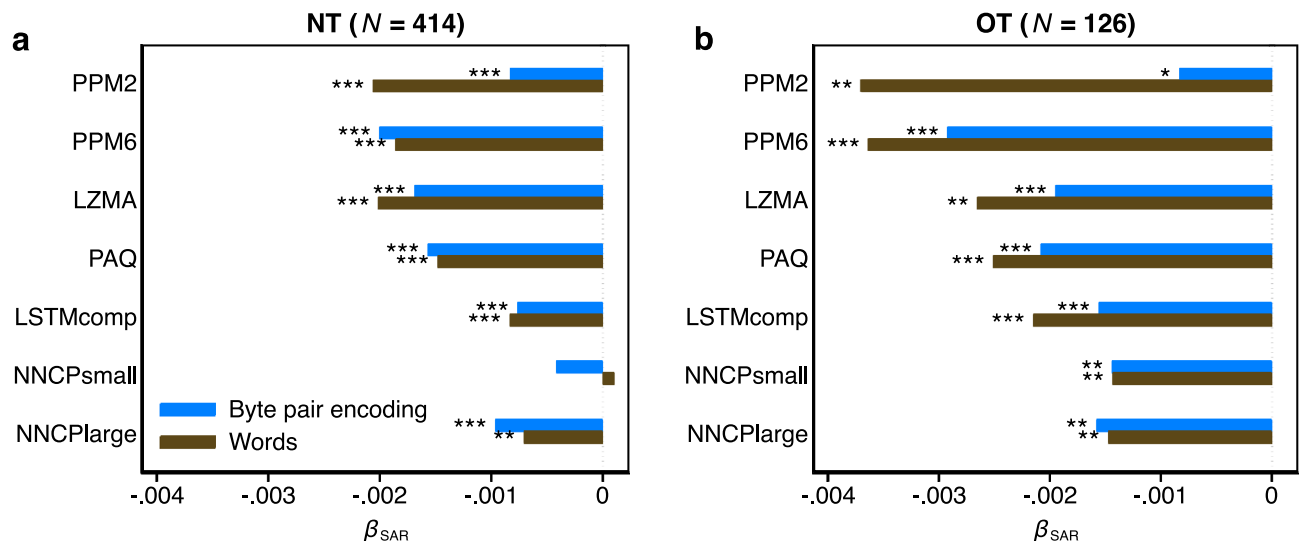 a
NT (N = 414)
PPM2
*** 
***
PPM6
***
***
LZMA
***
***
PAQ
***
***
LSTMcomp
***
***
NNCPsmall
NNCPlarge
***
**
Byte pair encoding
Words
-.004 -.003 -.002 -.001 0
βSAR
b
OT (N = 126)
PPM2
*
**
PPM6
***
***
LZMA
***
**
PAQ
***
***
LSTMcomp
***
***
NNCPsmall
**
**
NNCPlarge
**
**
-.004 -.003 -.002 -.001 0
βSAR